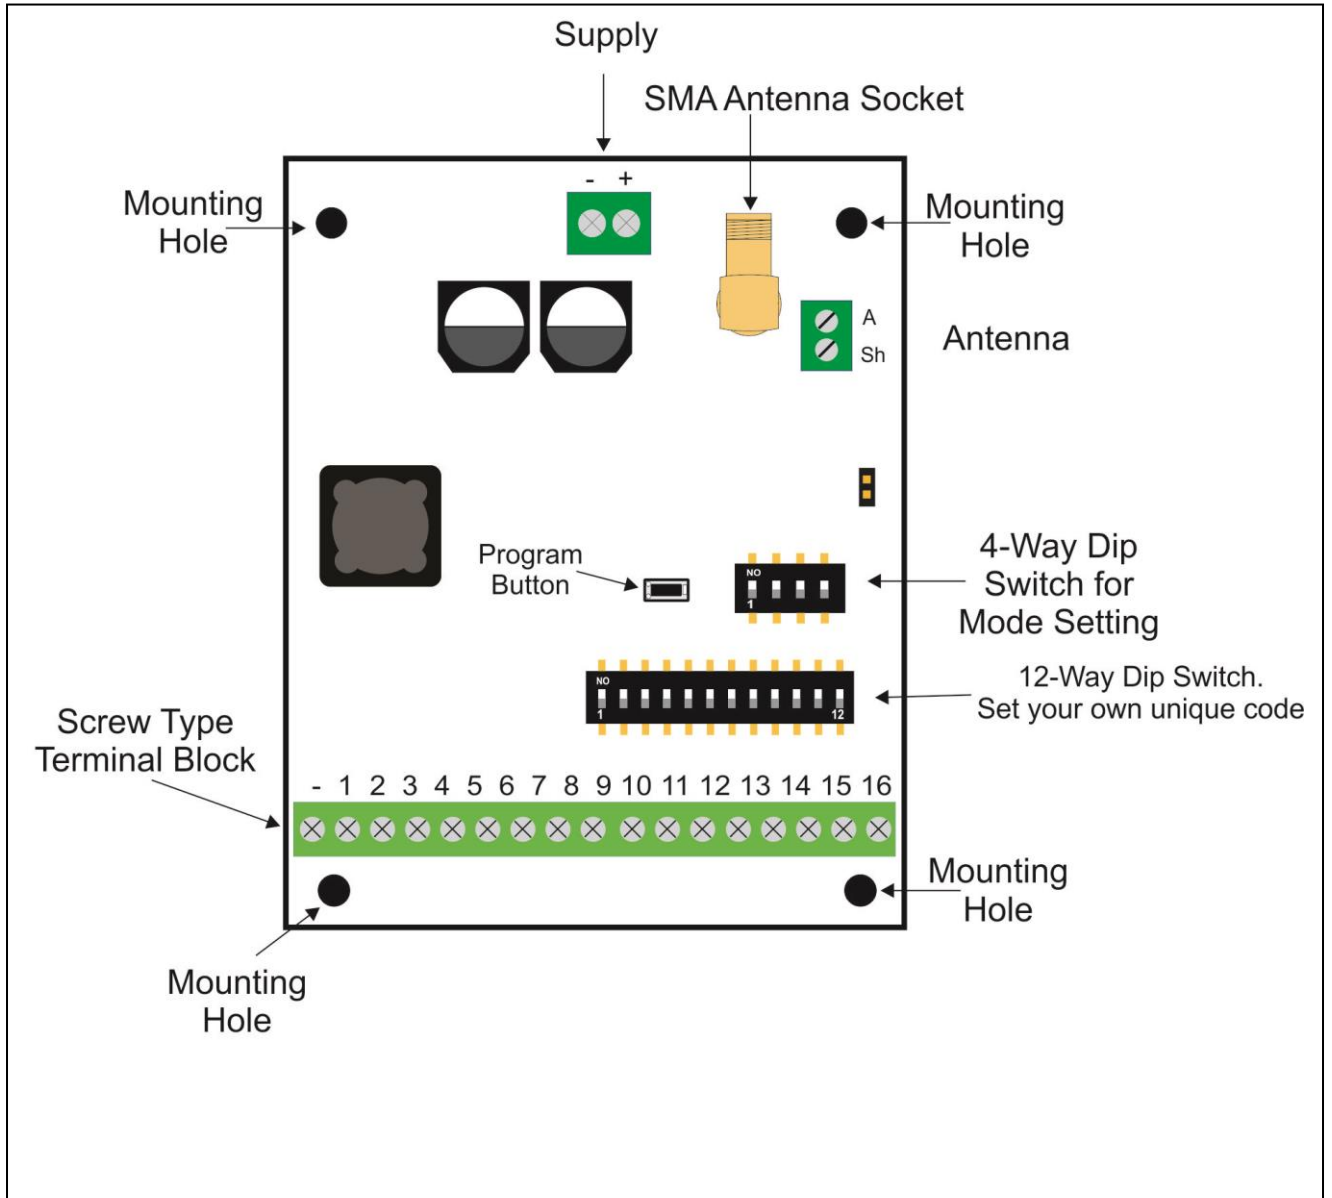 Supply
SMA Antenna Socket
- +
Mounting
Hole
Mounting
Hole
A
Sh
Antenna
Program
Button
NO
1
4-Way Dip
Switch for
Mode Setting
NO
1 12
12-Way Dip Switch.
Set your own unique code
Screw Type
Terminal Block
- 1 2 3 4 5 6 7 8 9 10 11 12 13 14 15 16
Mounting
Hole
Mounting
Hole